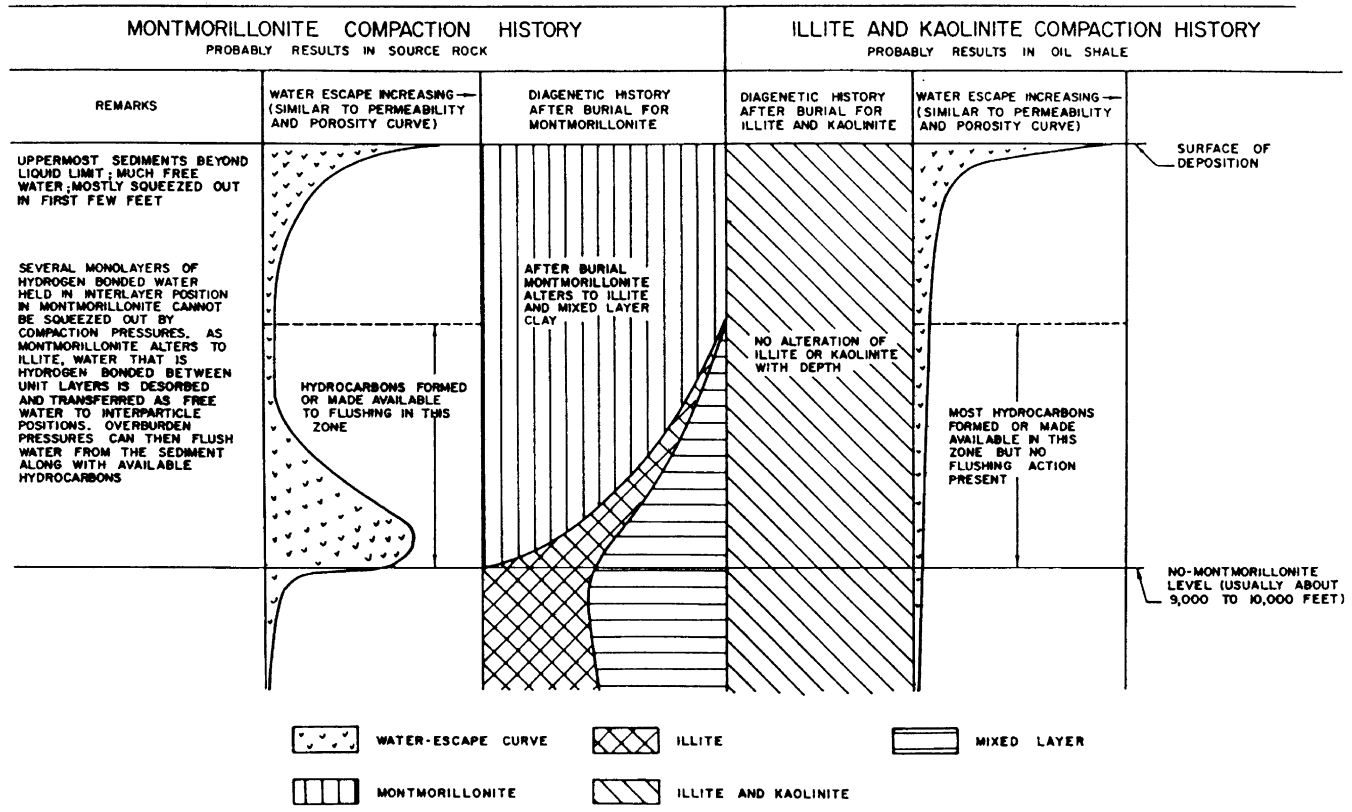 MONTMORILLONITE COMPACTION HISTORY
PROBABLY RESULTS IN SOURCE ROCK
ILLITE AND KAOLINITE COMPACTION HISTORY
PROBABLY RESULTS IN OIL SHALE
REMARKS
WATER ESCAPE INCREASING→
(SIMILAR TO PERMEABILITY
AND POROSITY CURVE)
DIAGENETIC HISTORY
AFTER BURIAL FOR
MONTMORILLONITE
DIAGENETIC HISTORY
AFTER BURIAL FOR
ILLITE AND KAOLINITE
WATER ESCAPE INCREASING→
(SIMILAR TO PERMEABILITY
AND POROSITY CURVE)
UPPERMOST SEDIMENTS BEYOND
LIQUID LIMIT; MUCH FREE
WATER; MOSTLY SQUEEZED OUT
IN FIRST FEW FEET
SURFACE OF
DEPOSITION
SEVERAL MONOLAYERS OF
HYDROGEN BONDED WATER
HELD IN INTERLAYER POSITION
IN MONTMORILLONITE CANNOT
BE SQUEEZED OUT BY
COMPACTION PRESSURES. AS
MONTMORILLONITE ALTERS TO
ILLITE, WATER THAT IS
HYDROGEN BONDED BETWEEN
UNIT LAYERS IS DESORBED
AND TRANSFERRED AS FREE
WATER TO INTERPARTICLE
POSITIONS. OVERBURDEN
PRESSURES CAN THEN FLUSH
WATER FROM THE SEDIMENT
ALONG WITH AVAILABLE
HYDROCARBONS
HYDROCARBONS FORMED
OR MADE AVAILABLE
TO FLUSHING IN THIS
ZONE
AFTER BURIAL
MONTMORILLONITE
ALTERS TO ILLITE
AND MIXED LAYER
CLAY
NO ALTERATION OF
ILLITE OR KAOLINITE
WITH DEPTH
MOST HYDROCARBONS
FORMED OR MADE
AVAILABLE IN THIS
ZONE BUT NO
FLUSHING ACTION
PRESENT
NO-MONTMORILLONITE
LEVEL (USUALLY ABOUT
9,000 TO 10,000 FEET)
WATER-ESCAPE CURVE
ILLITE
MIXED LAYER
MONTMORILLONITE
ILLITE AND KAOLINITE